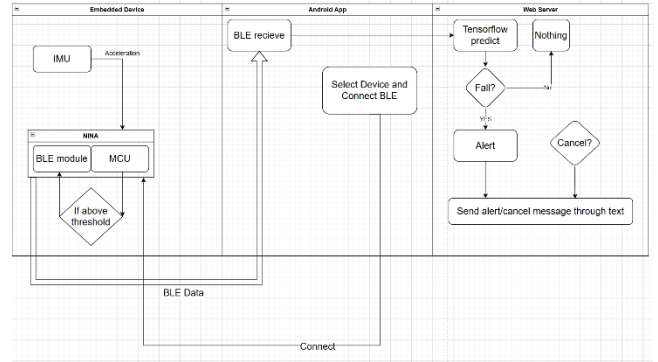 Embedded Device
Android App
Web Server
IMU
Acceleration
NINA
BLE module
MCU
If above
threshold
BLE recieve
Select Device and
Connect BLE
Tensorflow
predict
Nothing
Fall?
No
YES
Alert
Cancel?
Send alert/cancel message through text
BLE Data
Connect